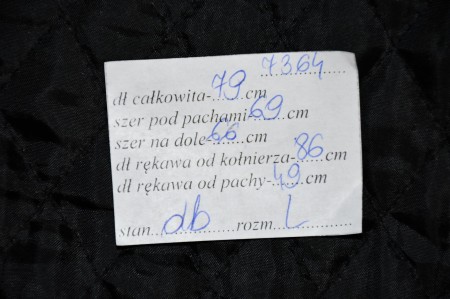 7364
dł całkowita-79cm
szer pod pachami-69cm
szer na dole-66cm
dł rękawa od kołnierza-86cm
dł rękawa od pachy-49cm
stan db rozm L